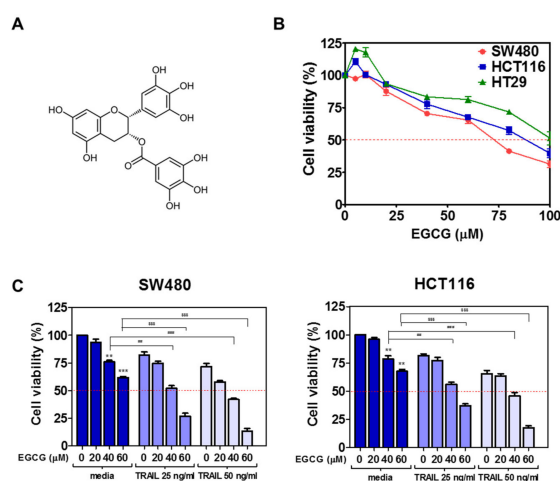 A
OH
OH
OH
HO
O
OH
O
O
OH
OH
OH
B
Cell viability (%)
125
100
75
50
25
0
0 20 40 60 80 100
EGCG (μM)
SW480
HCT116
HT29
C
SW480
Cell viability (%)
125
100
75
50
25
0
** ***
## ###
$$$ $$$
EGCG (μM)
0 20 40 60 0 20 40 60 0 20 40 60
media TRAIL 25 ng/ml TRAIL 50 ng/ml
HCT116
Cell viability (%)
125
100
75
50
25
0
** **
## ###
$$$ $$$
EGCG (μM)
0 20 40 60 0 20 40 60 0 20 40 60
media TRAIL 25 ng/ml TRAIL 50 ng/ml